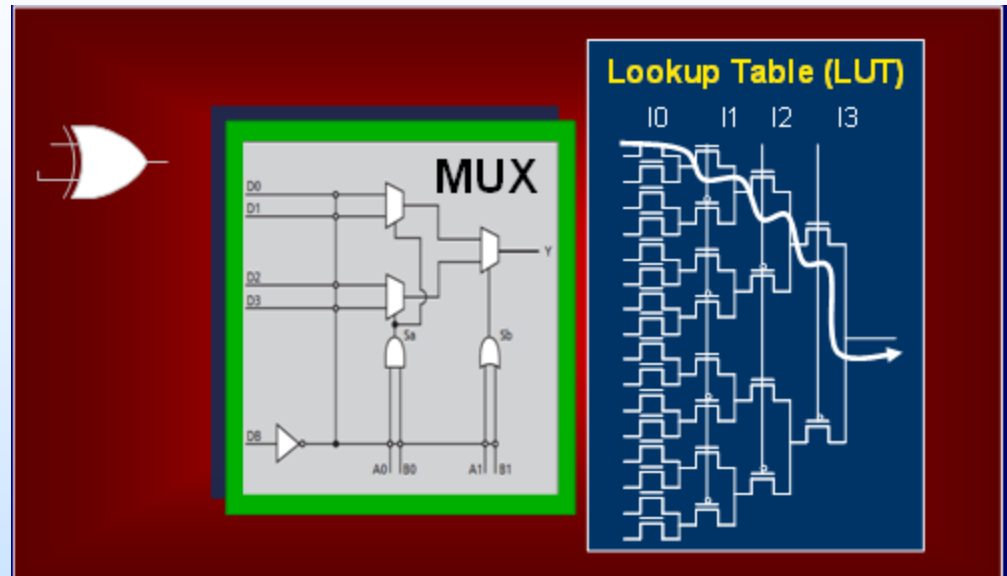 Lookup Table (LUT)
I0 I1 I2 I3
MUX
D0
D1
Y
D2
D3
Sa
Sb
DB
A0 B0
A1 B1